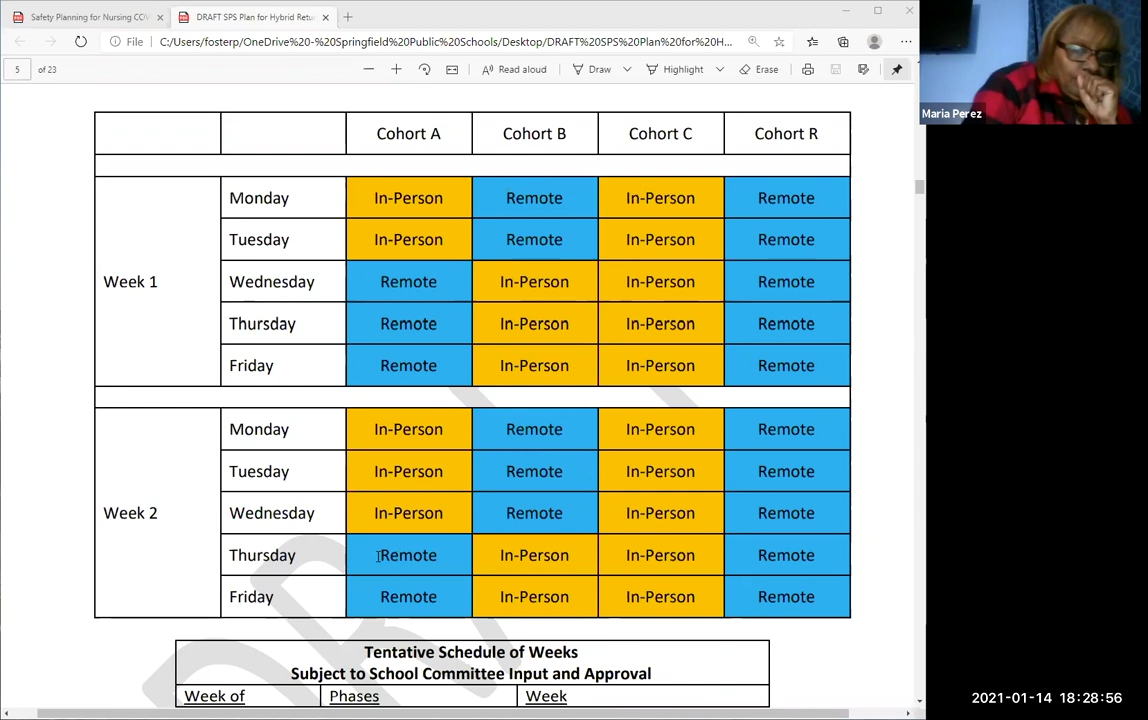 Safety Planning for Nursing CCV
DRAFT SPS Plan for Hybrid Retu
File C:/Users/fosterp/OneDrive%20-%20Springfield%20Public%20Schools/Desktop/DRAFT%20SPS%20Plan%20for%20H...
5 of 23 Read aloud Draw Highlight Erase
Maria Perez
Cohort A Cohort B Cohort C Cohort R
Monday In-Person Remote In-Person Remote
Tuesday In-Person Remote In-Person Remote
Week 1 Wednesday Remote In-Person In-Person Remote
Thursday Remote In-Person In-Person Remote
Friday Remote In-Person In-Person Remote
Monday In-Person Remote In-Person Remote
Tuesday In-Person Remote In-Person Remote
Week 2 Wednesday In-Person Remote In-Person Remote
Thursday Remote In-Person In-Person Remote
Friday Remote In-Person In-Person Remote
Tentative Schedule of Weeks
Subject to School Committee Input and Approval
Week of Phases Week
2021-01-14 18:28:56